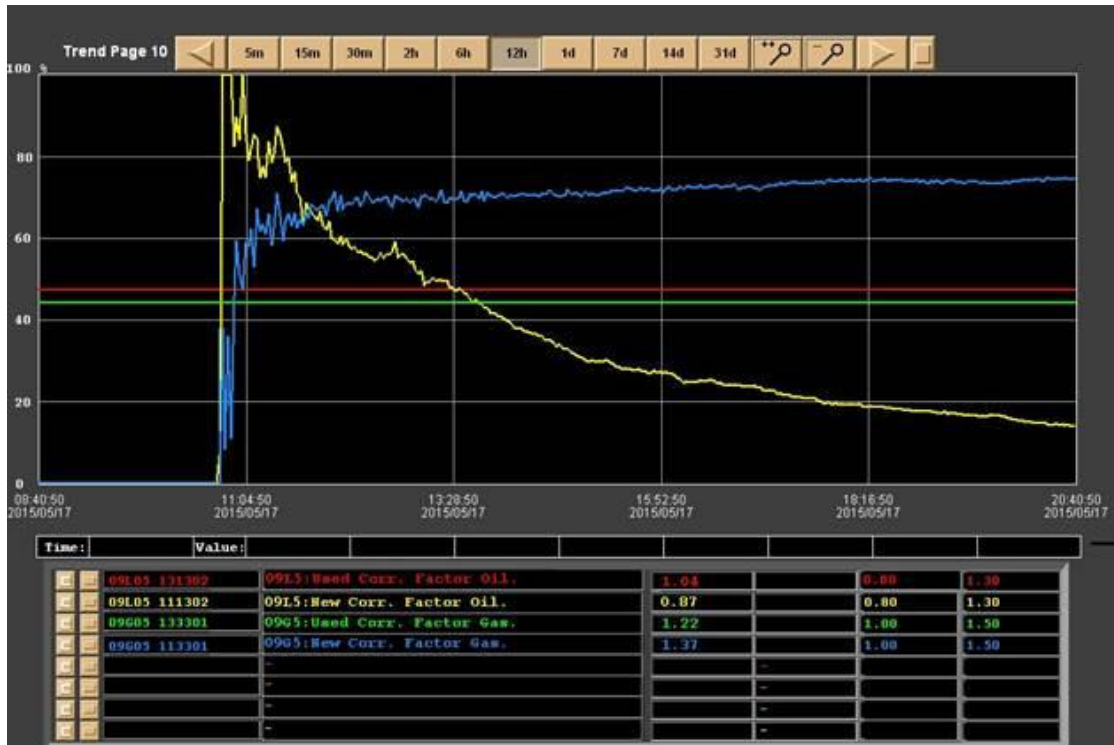 Trend Page 10 5m 15m 30m 2h 6h 12h 1d 7d 14d 31d
100 %
80
60
40
20
0
08:40:50 11:04:50 13:28:50 15:52:50 18:16:50 20:40:50
2015/05/17 2015/05/17 2015/05/17 2015/05/17 2015/05/17 2015/05/17
Time: Value:
09L05 131302 09L5:Used Corr. Factor Oil. 1.04 0.80 1.30
09L05 111302 09L5:New Corr. Factor Oil. 0.87 0.80 1.30
09G05 133301 09G5:Used Corr. Factor Gas. 1.22 1.00 1.50
09G05 113301 09G5:New Corr. Factor Gas. 1.37 1.00 1.50
- -
- -
- -
- -